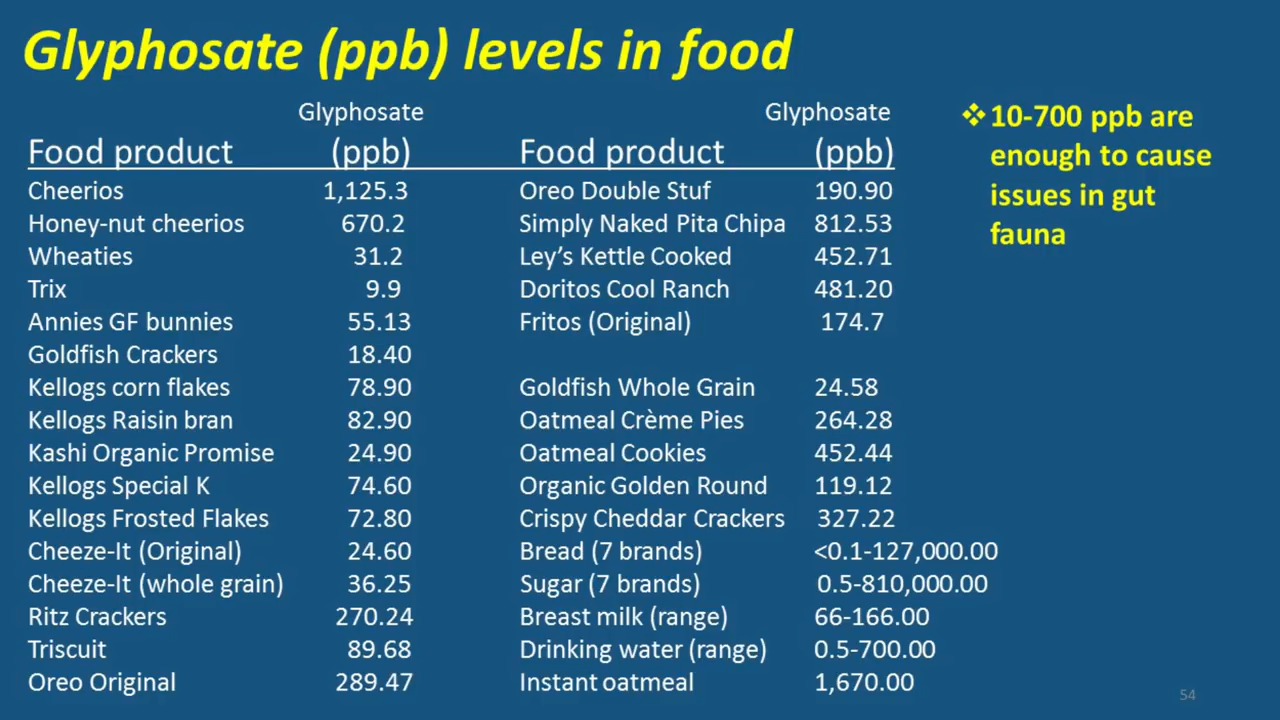 Glyphosate (ppb) levels in food
Glyphosate Glyphosate
Food product (ppb) Food product (ppb)
Cheerios 1,125.3 Oreo Double Stuf 190.90
Honey-nut cheerios 670.2 Simply Naked Pita Chipa 812.53
Wheaties 31.2 Ley's Kettle Cooked 452.71
Trix 9.9 Doritos Cool Ranch 481.20
Annies GF bunnies 55.13 Fritos (Original) 174.7
Goldfish Crackers 18.40
Kellogs corn flakes 78.90 Goldfish Whole Grain 24.58
Kellogs Raisin bran 82.90 Oatmeal Crème Pies 264.28
Kashi Organic Promise 24.90 Oatmeal Cookies 452.44
Kellogs Special K 74.60 Organic Golden Round 119.12
Kellogs Frosted Flakes 72.80 Crispy Cheddar Crackers 327.22
Cheeze-It (Original) 24.60 Bread (7 brands) <0.1-127,000.00
Cheeze-It (whole grain) 36.25 Sugar (7 brands) 0.5-810,000.00
Ritz Crackers 270.24 Breast milk (range) 66-166.00
Triscuit 89.68 Drinking water (range) 0.5-700.00
Oreo Original 289.47 Instant oatmeal 1,670.00
❖10-700 ppb are
enough to cause
issues in gut
fauna
54